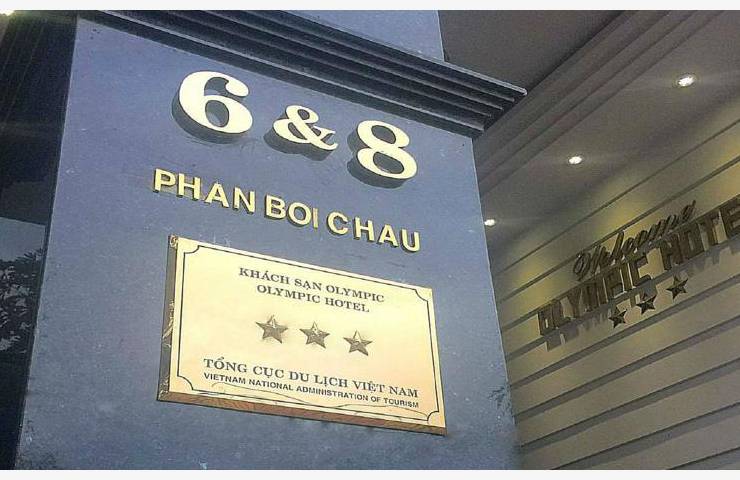 6 & 8
PHAN BOI CHAU
KHÁCH SẠN OLYMPIC
OLYMPIC HOTEL
TỔNG CỤC DU LỊCH VIỆT NAM
VIETNAM NATIONAL ADMINISTRATION OF TOURISM
Welcome
OLYMPIC HOTE